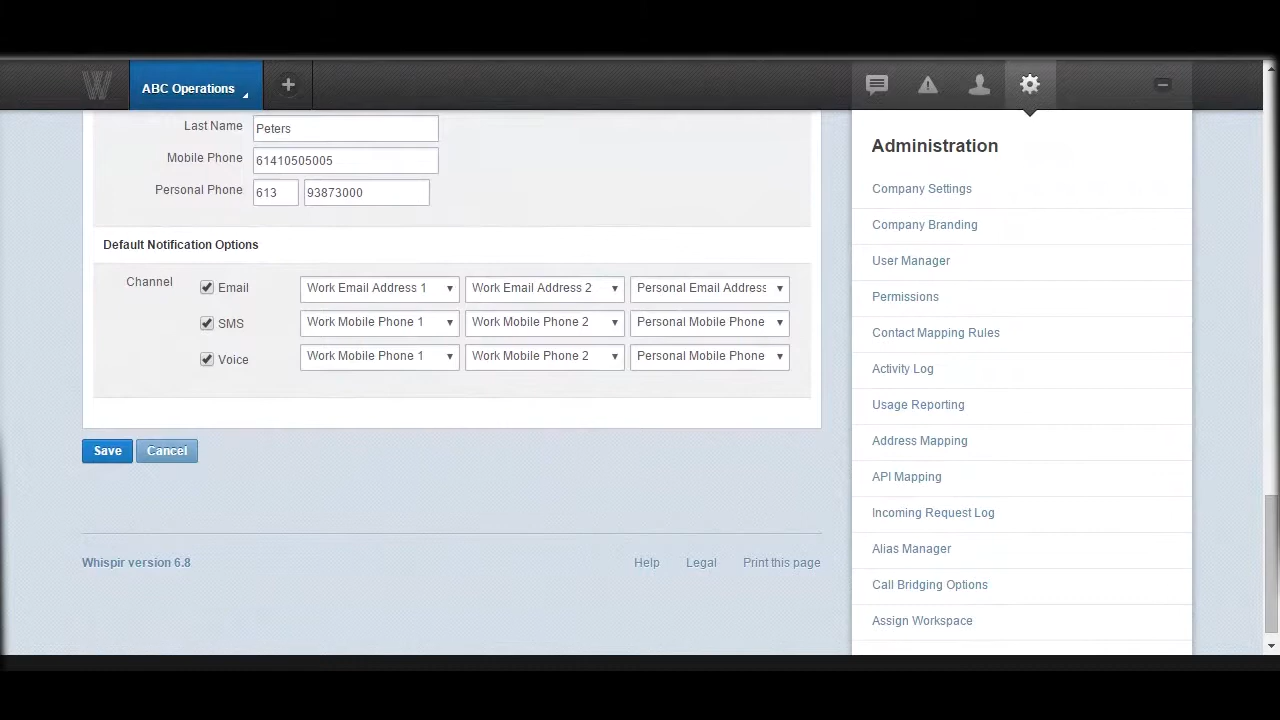 W ABC Operations +
Administration
Last Name Peters
Mobile Phone 61410505005
Personal Phone 613 93873000
Default Notification Options
Channel Email Work Email Address 1 Work Email Address 2 Personal Email Address
SMS Work Mobile Phone 1 Work Mobile Phone 2 Personal Mobile Phone
Voice Work Mobile Phone 1 Work Mobile Phone 2 Personal Mobile Phone
Save Cancel
Whispir version 6.8 Help Legal Print this page
Company Settings
Company Branding
User Manager
Permissions
Contact Mapping Rules
Activity Log
Usage Reporting
Address Mapping
API Mapping
Incoming Request Log
Alias Manager
Call Bridging Options
Assign Workspace